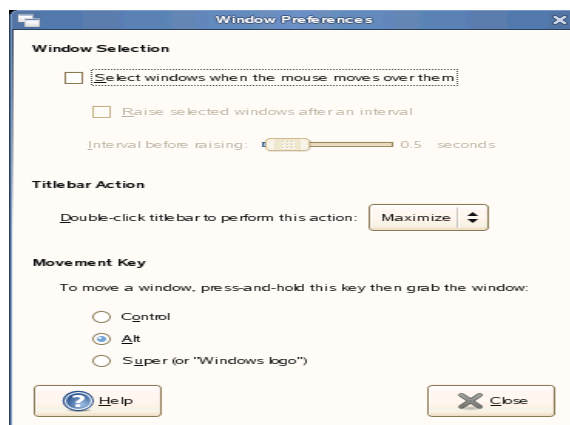 Window Preferences
Window Selection
Select windows when the mouse moves over them
Raise selected windows after an interval
Interval before raising: 0.5 seconds
Titlebar Action
Double-click titlebar to perform this action: Maximize
Movement Key
To move a window, press-and-hold this key then grab the window:
Control
Alt
Super (or "Windows logo")
Help Close